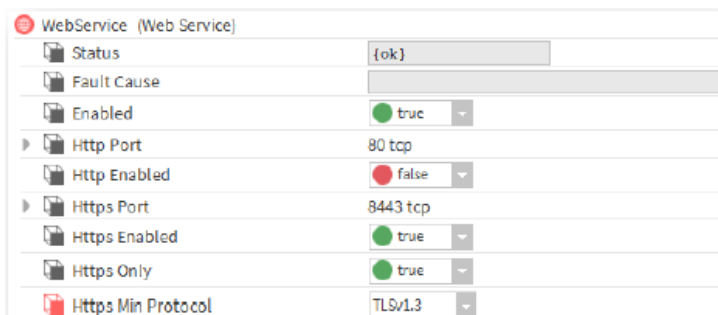 WebService (Web Service)
Status {ok}
Fault Cause
Enabled true
Http Port 80 tcp
Http Enabled false
Https Port 8443 tcp
Https Enabled true
Https Only true
Https Min Protocol TLSv1.3